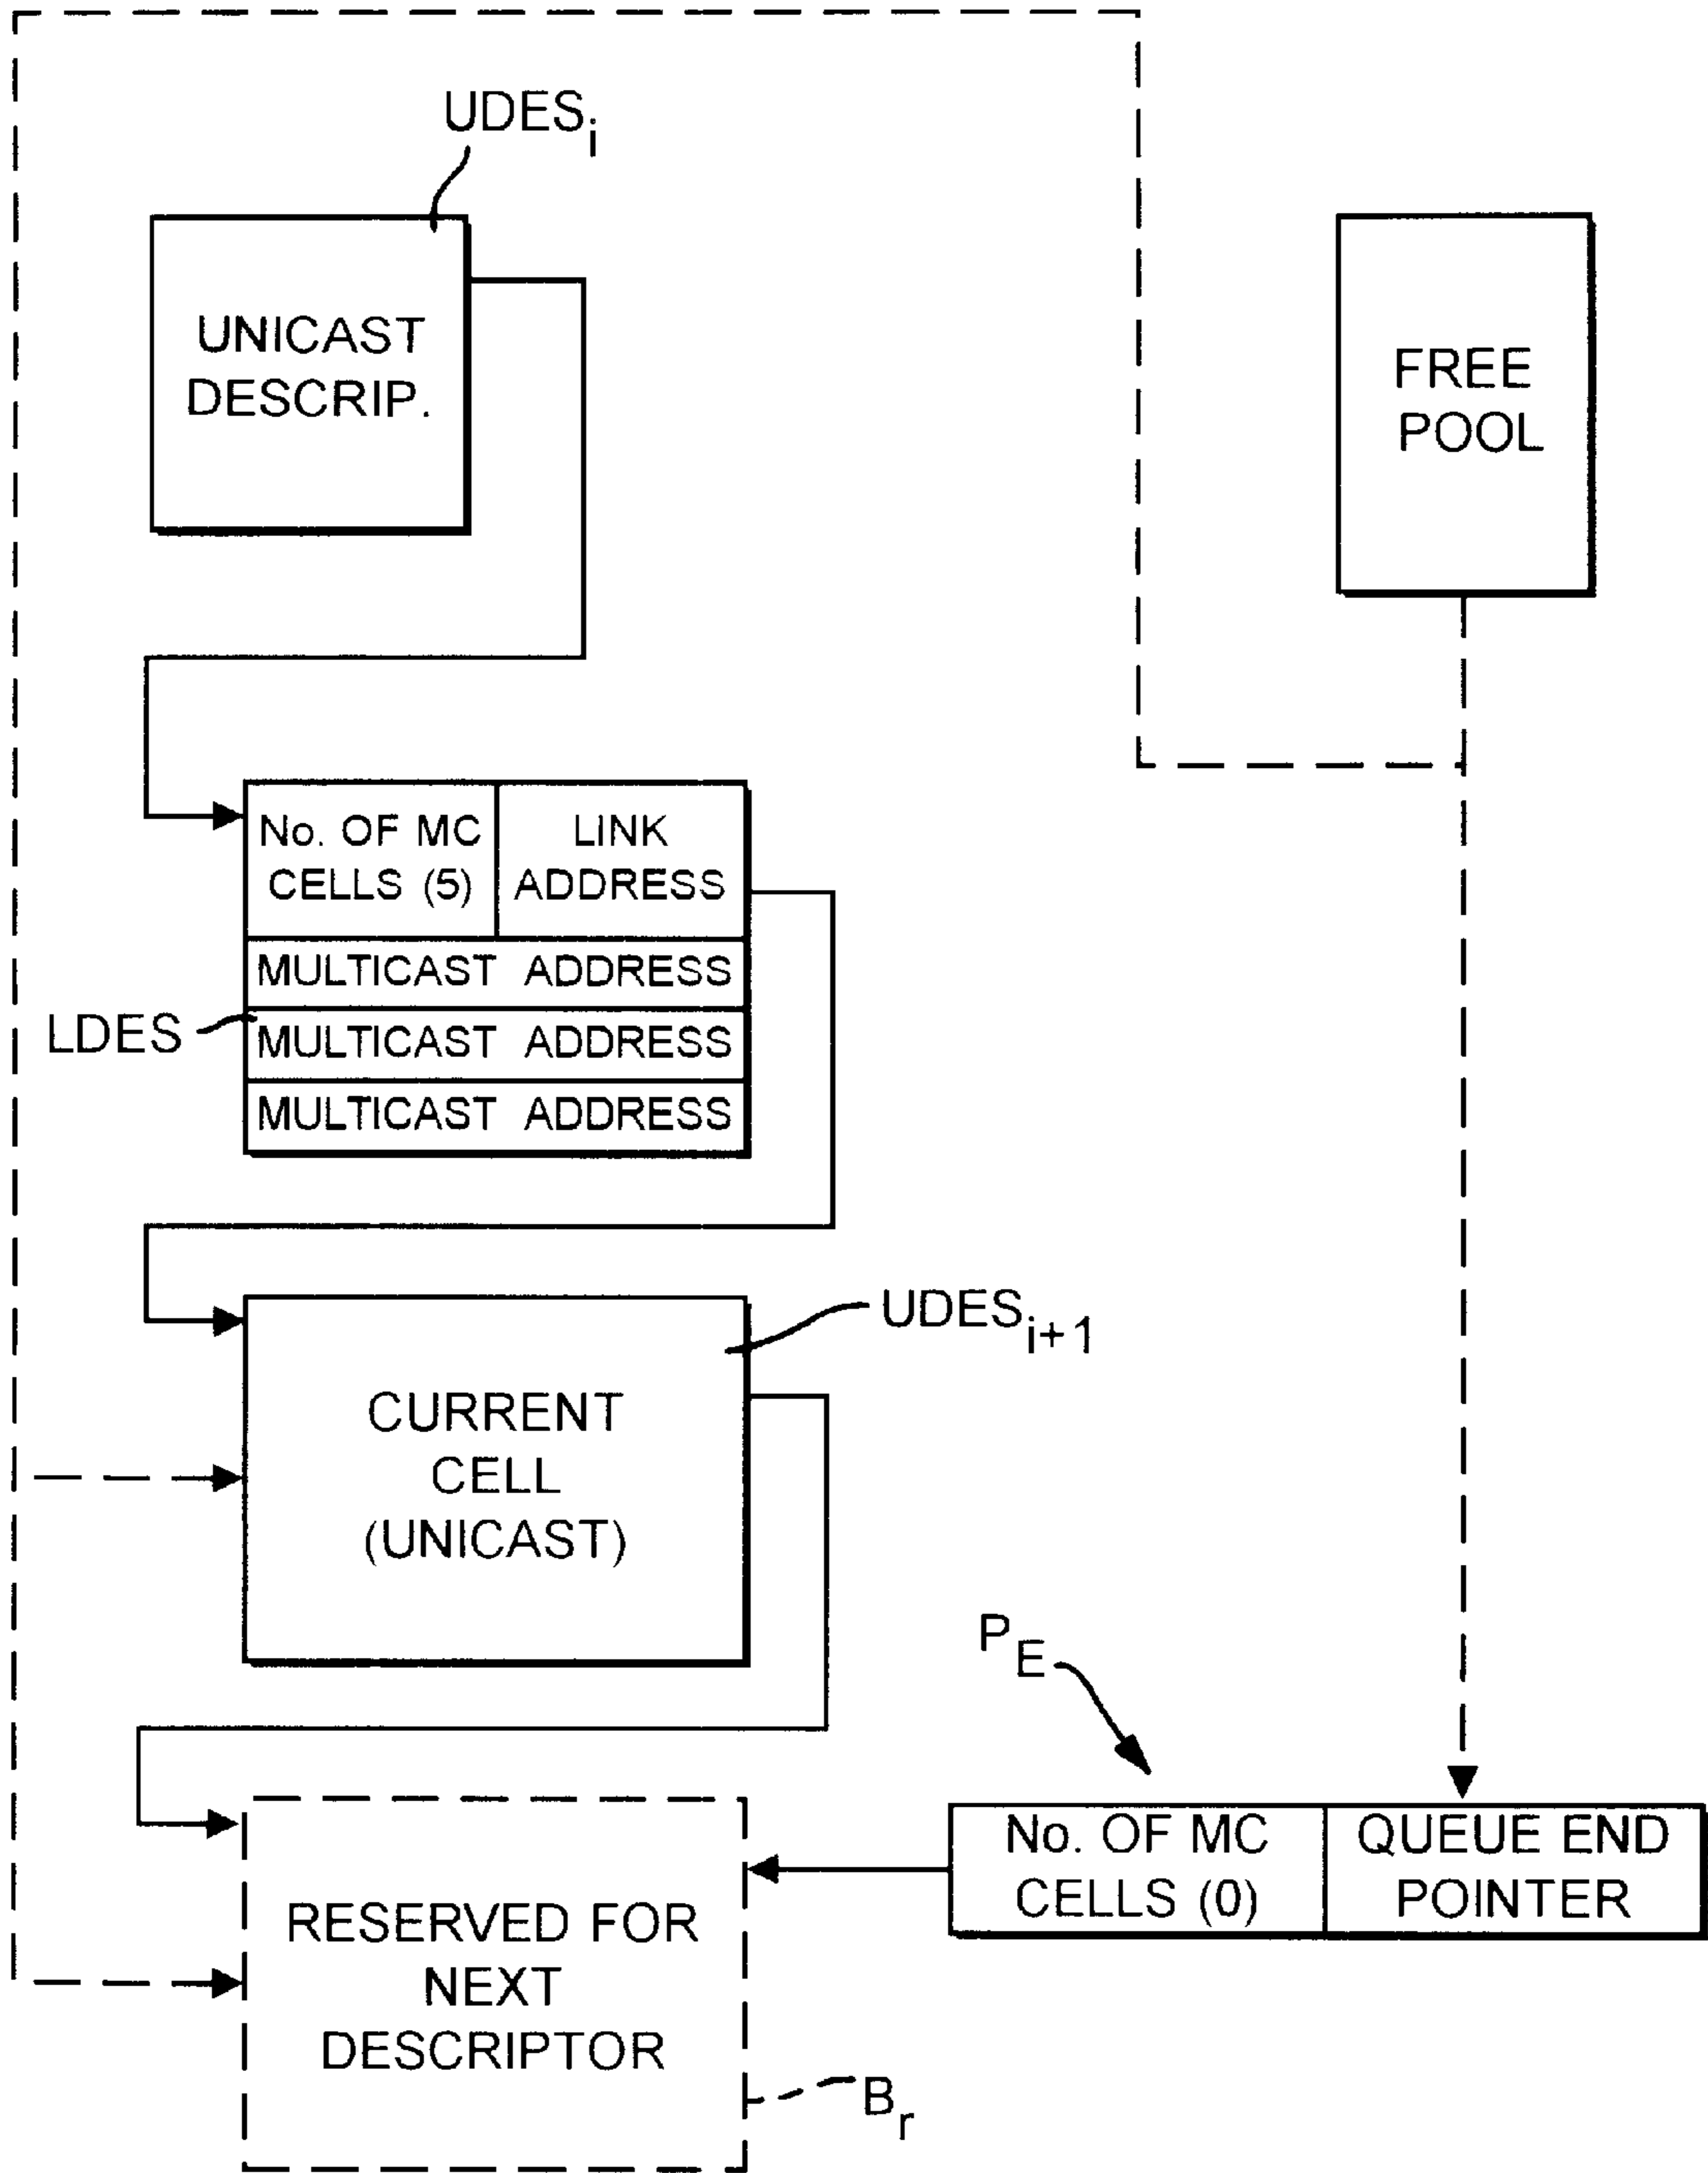 UDESi
UNICAST
DESCRIP.
FREE
POOL
No. OF MC
CELLS (5)
LINK
ADDRESS
MULTICAST ADDRESS
LDES
MULTICAST ADDRESS
MULTICAST ADDRESS
UDESi+1
CURRENT
CELL
(UNICAST)
PE
No. OF MC
CELLS (0)
QUEUE END
POINTER
RESERVED FOR
NEXT
DESCRIPTOR
Br